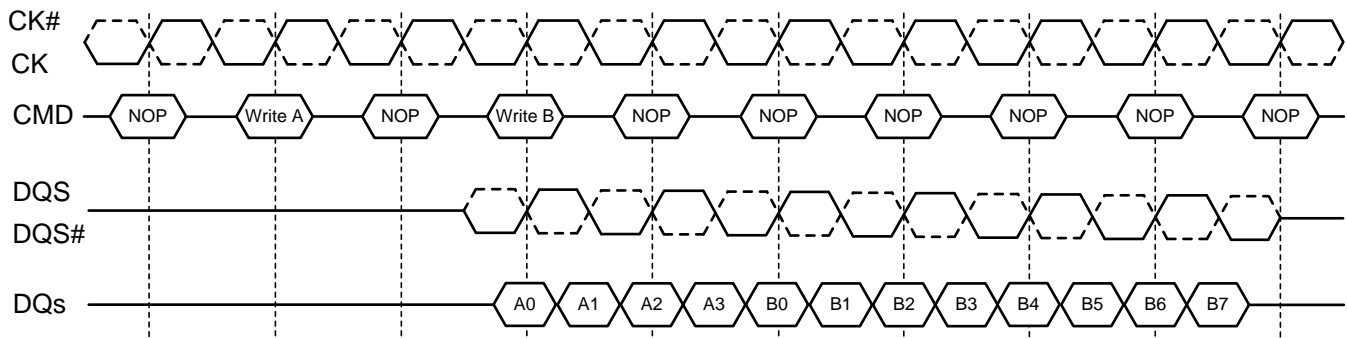 CK#
CK
CMD NOP Write A NOP Write B NOP NOP NOP NOP NOP NOP
DQS
DQS#
DQs A0 A1 A2 A3 B0 B1 B2 B3 B4 B5 B6 B7